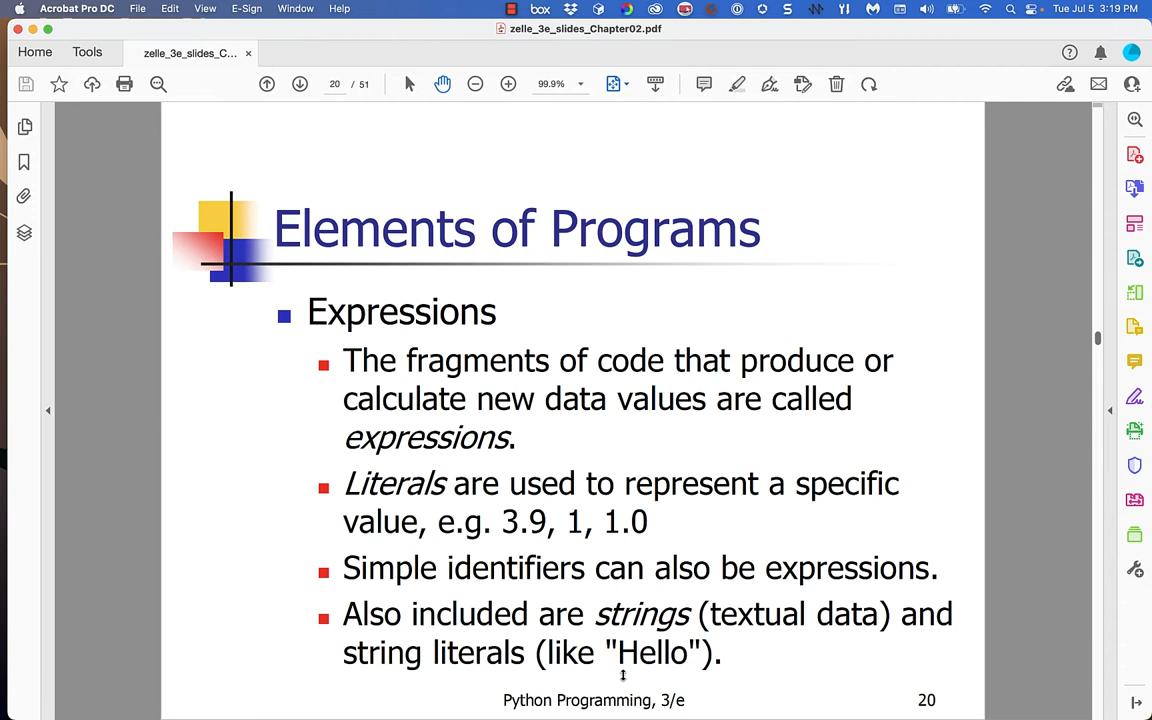 Acrobat Pro DC File Edit View E-Sign Window Help box Tue Jul 5 3:19 PM
zelle_3e_slides_Chapter02.pdf
Home Tools zelle_3e_slides_C... ×
20 / 51 99.9%
Elements of Programs
Expressions
The fragments of code that produce or
calculate new data values are called
expressions.
Literals are used to represent a specific
value, e.g. 3.9, 1, 1.0
Simple identifiers can also be expressions.
Also included are strings (textual data) and
string literals (like "Hello").
Python Programming, 3/e 20